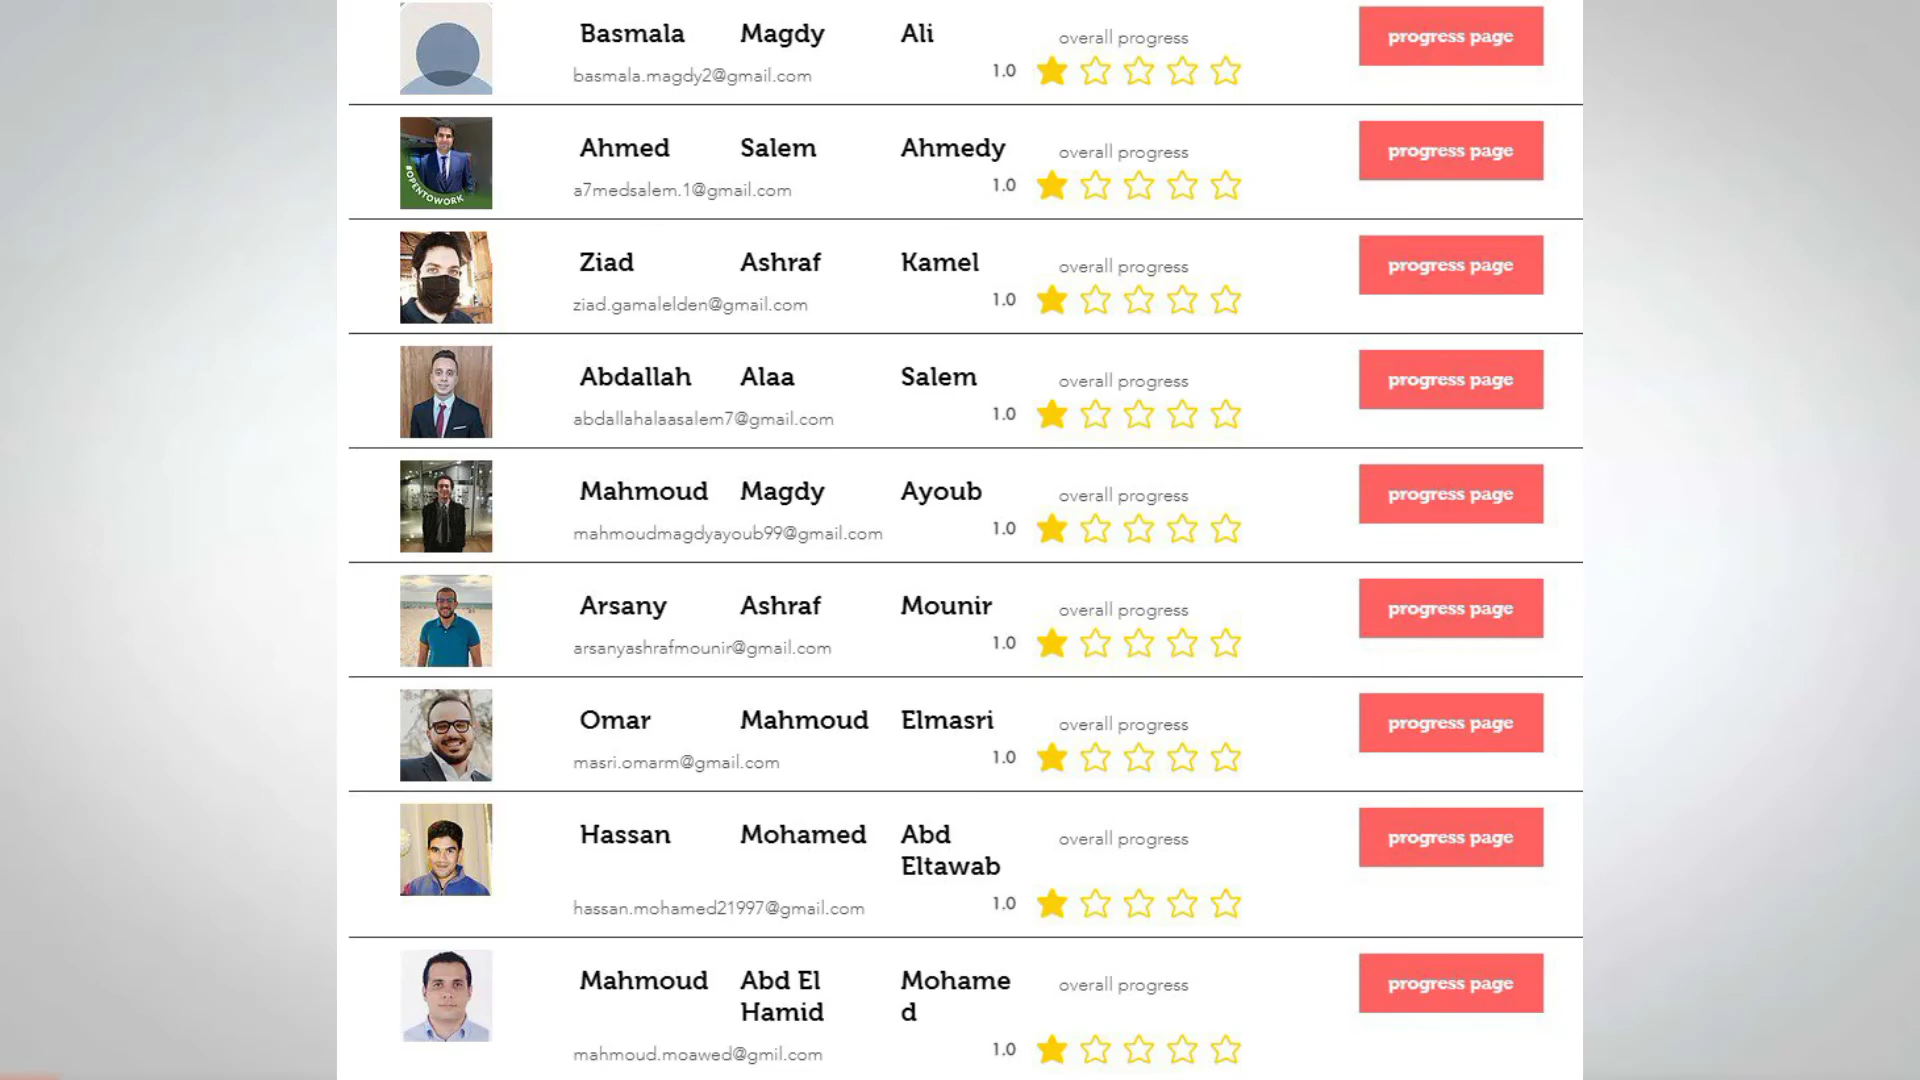 Basmala Magdy Ali overall progress progress page
basmala.magdy2@gmail.com 1.0
Ahmed Salem Ahmedy overall progress progress page
#OPENTOWORK
a7medsalem.1@gmail.com 1.0
Ziad Ashraf Kamel overall progress progress page
ziad.gamalelden@gmail.com 1.0
Abdallah Alaa Salem overall progress progress page
abdallahalaasalem7@gmail.com 1.0
Mahmoud Magdy Ayoub overall progress progress page
mahmoudmagdyayoub99@gmail.com 1.0
Arsany Ashraf Mounir overall progress progress page
arsanyashrafmounir@gmail.com 1.0
Omar Mahmoud Elmasri overall progress progress page
masri.omarm@gmail.com 1.0
Hassan Mohamed Abd overall progress progress page
Eltawab
hassan.mohamed21997@gmail.com 1.0
Mahmoud Abd El Mohame overall progress progress page
Hamid d
mahmoud.moawed@gmil.com 1.0